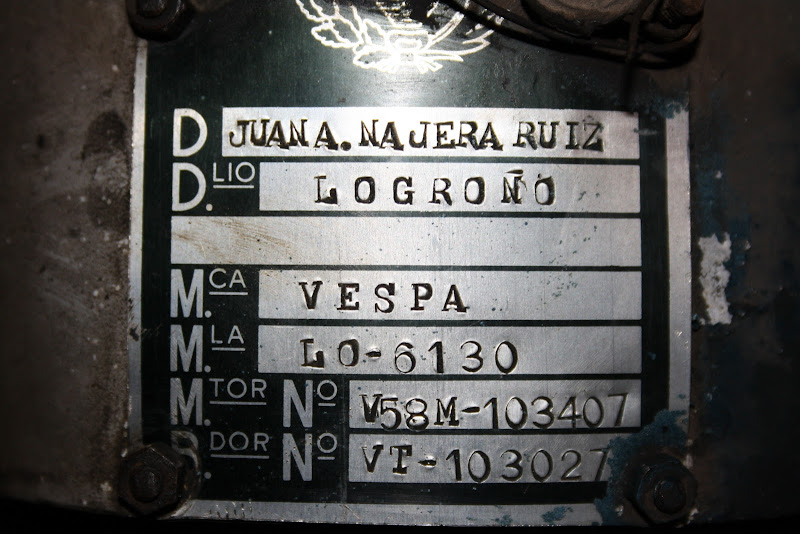 D JUAN A. NAJERA RUIZ
D.LIO LOGROÑO
M.CA VESPA
M.LA LO-6130
M.TOR Nº V58M-103407
B.DOR Nº VT-103027